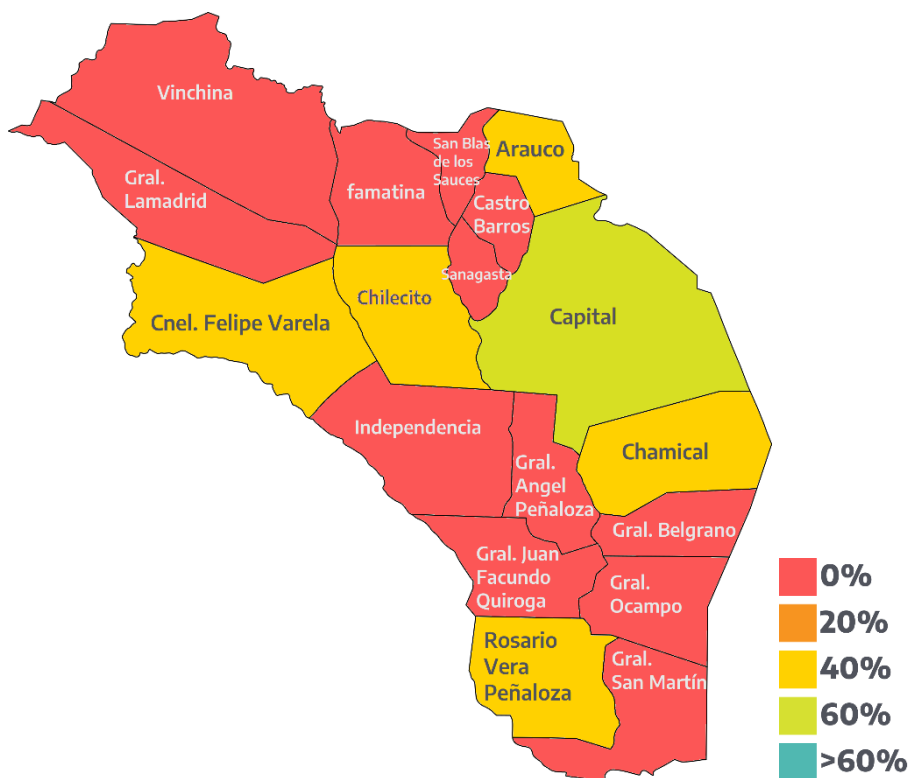 Vinchina
Gral.
Lamadrid
famatina
San Blas
de los
Sauces
Arauco
Castro
Barros
Sanagasta
Cnel. Felipe Varela
Chilecito
Capital
Independencia
Gral.
Angel
Peñaloza
Chamical
Gral. Belgrano
Gral. Juan
Facundo
Quiroga
Gral.
Ocampo
Rosario
Vera
Peñaloza
Gral.
San Martín
0%
20%
40%
60%
>60%